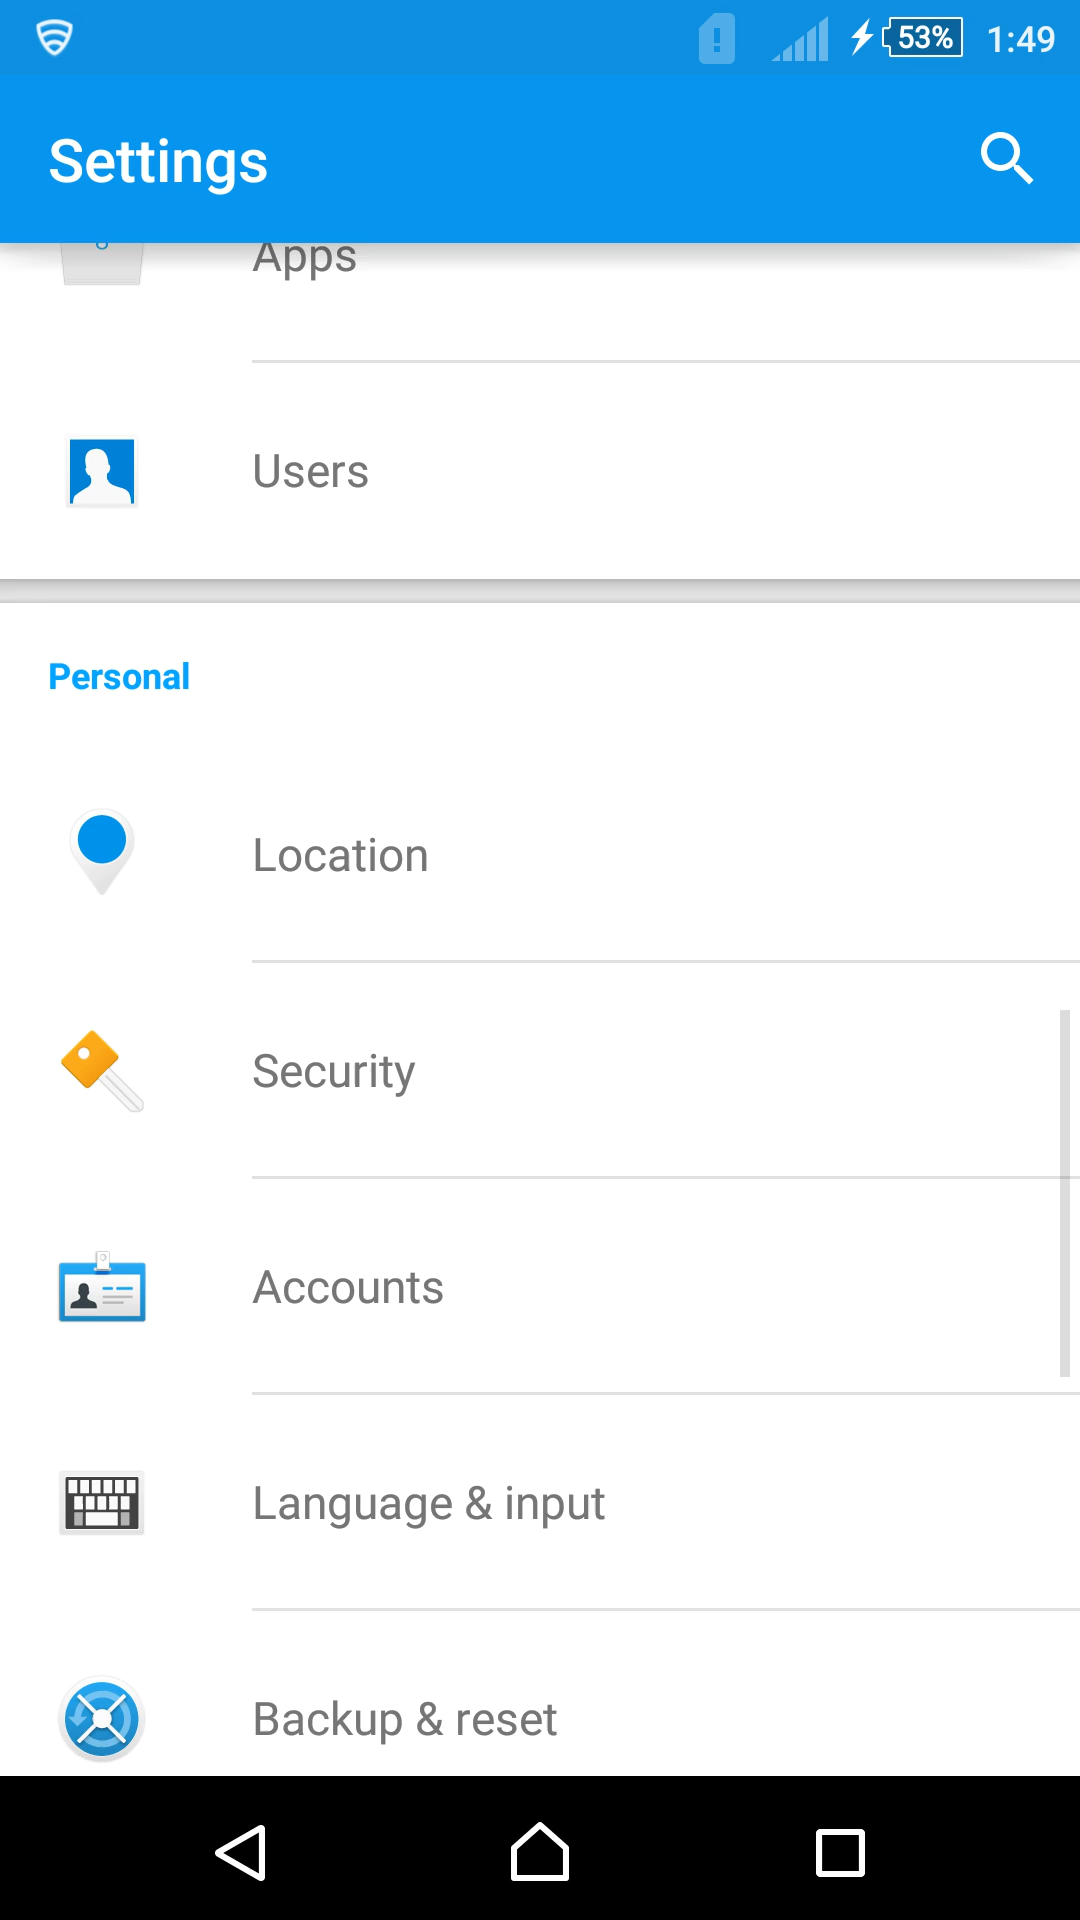 53% 1:49
Settings
Apps
Users
Personal
Location
Security
Accounts
Language & input
Backup & reset